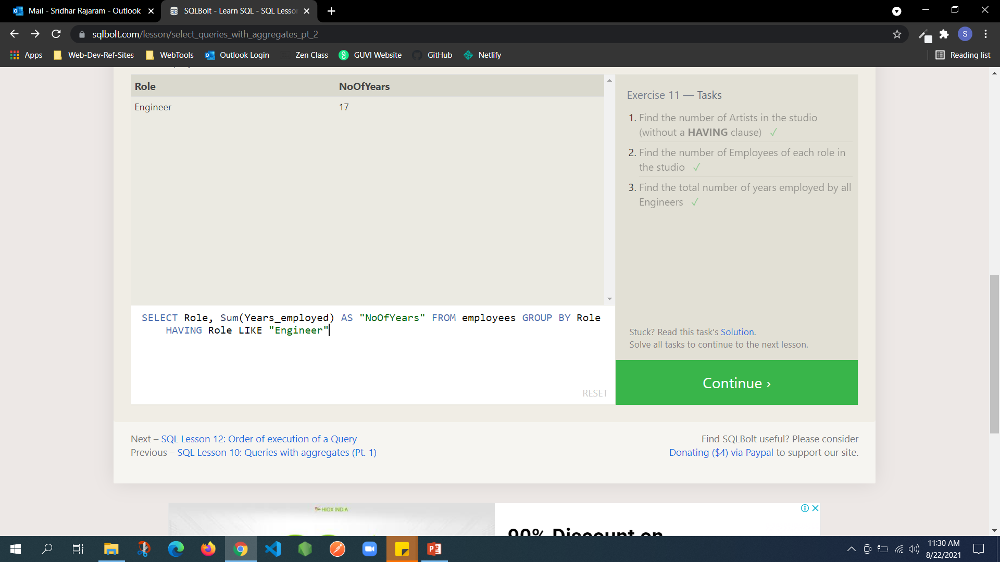 Mail - Sridhar Rajaram - Outlook
SQLBolt - Learn SQL - SQL Lesson
sqlbolt.com/lesson/select_queries_with_aggregates_pt_2
S
Apps
Web-Dev-Ref-Sites
WebTools
Outlook Login
Zen Class
GUVI Website
GitHub
Netlify
Reading list
Role NoOfYears
Engineer 17
Exercise 11 — Tasks
1. Find the number of Artists in the studio
(without a HAVING clause) ✓
2. Find the number of Employees of each role in
the studio ✓
3. Find the total number of years employed by all
Engineers ✓
SELECT Role, Sum(Years_employed) AS "NoOfYears" FROM employees GROUP BY Role
HAVING Role LIKE "Engineer"
RESET
Stuck? Read this task's Solution.
Solve all tasks to continue to the next lesson.
Continue ›
Next – SQL Lesson 12: Order of execution of a Query
Previous – SQL Lesson 10: Queries with aggregates (Pt. 1)
Find SQLBolt useful? Please consider
Donating ($4) via Paypal to support our site.
HIOX INDIA
90% Discount on
11:30 AM
8/22/2021